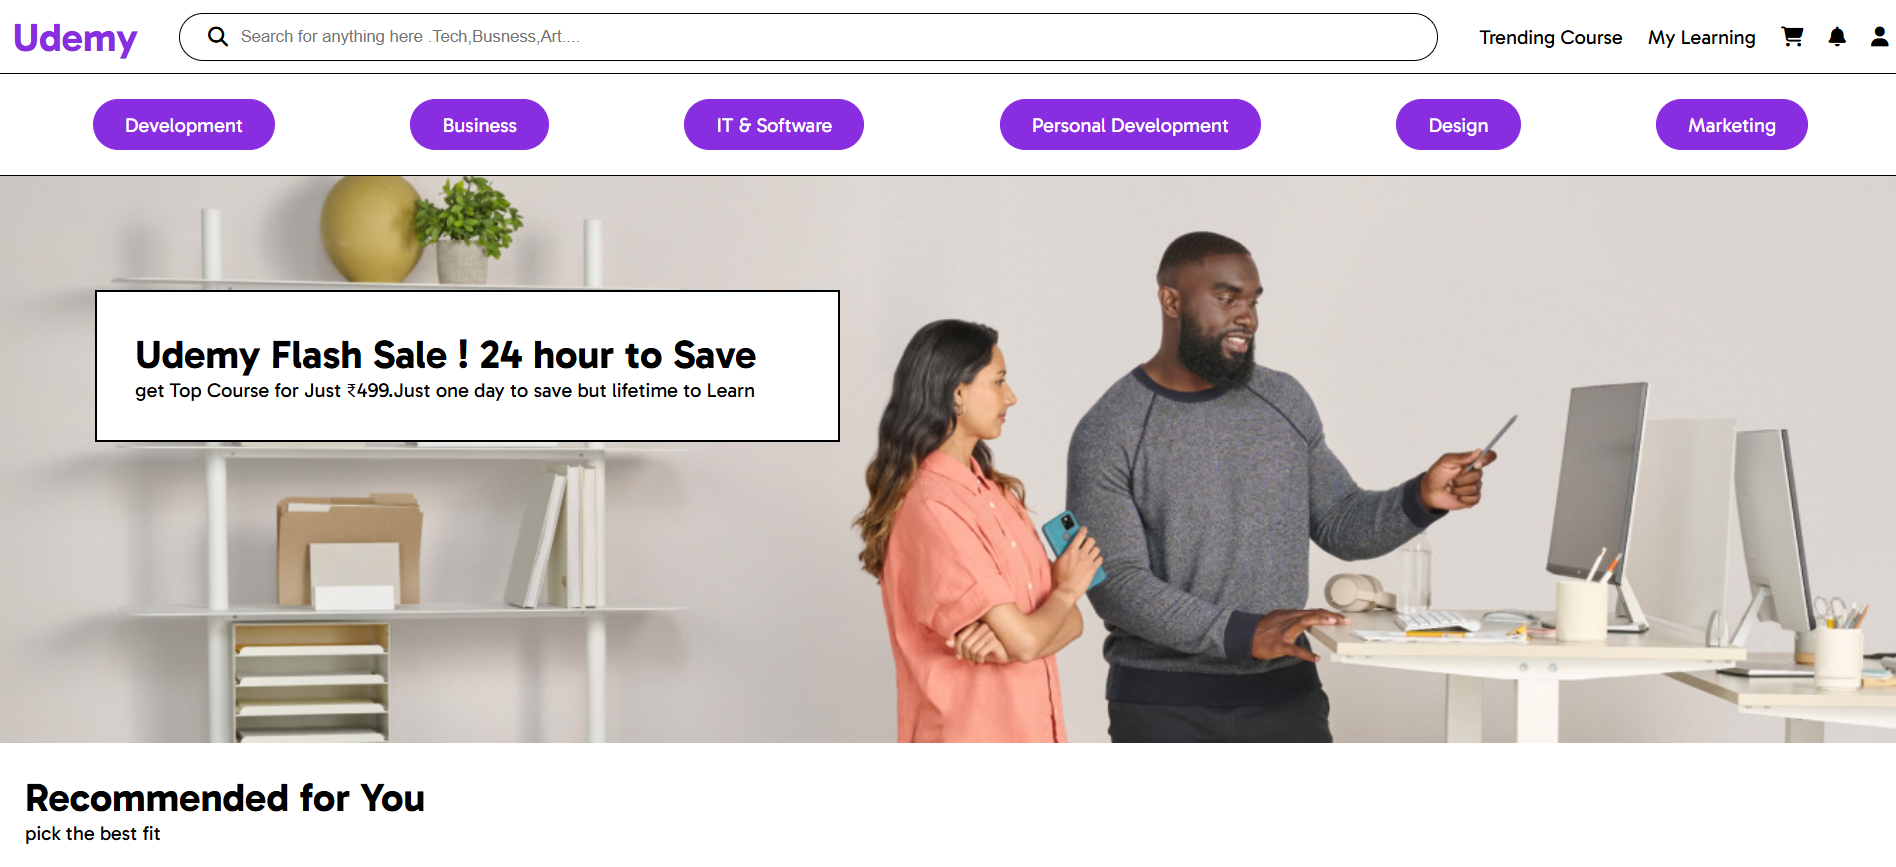 Udemy
Search for anything here .Tech,Busness,Art....
Trending Course
My Learning
Development
Business
IT & Software
Personal Development
Design
Marketing
Udemy Flash Sale ! 24 hour to Save
get Top Course for Just ₹499.Just one day to save but lifetime to Learn
Recommended for You
pick the best fit